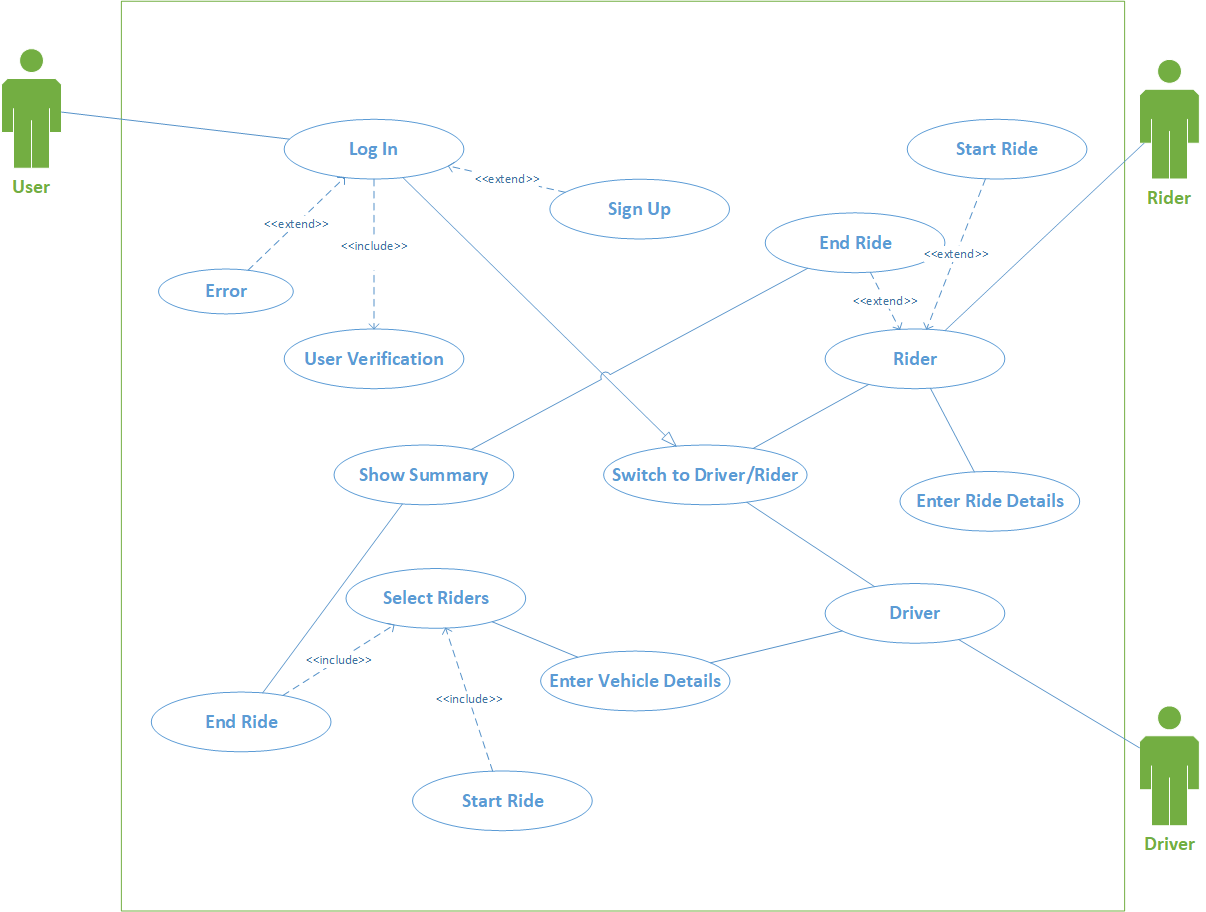 User
Rider
Log In
Start Ride
<<extend>>
Sign Up
<<extend>>
<<include>>
End Ride
<<extend>>
Error
<<extend>>
User Verification
Rider
Show Summary
Switch to Driver/Rider
Enter Ride Details
Select Riders
Driver
<<include>>
Enter Vehicle Details
<<include>>
End Ride
Start Ride
Driver